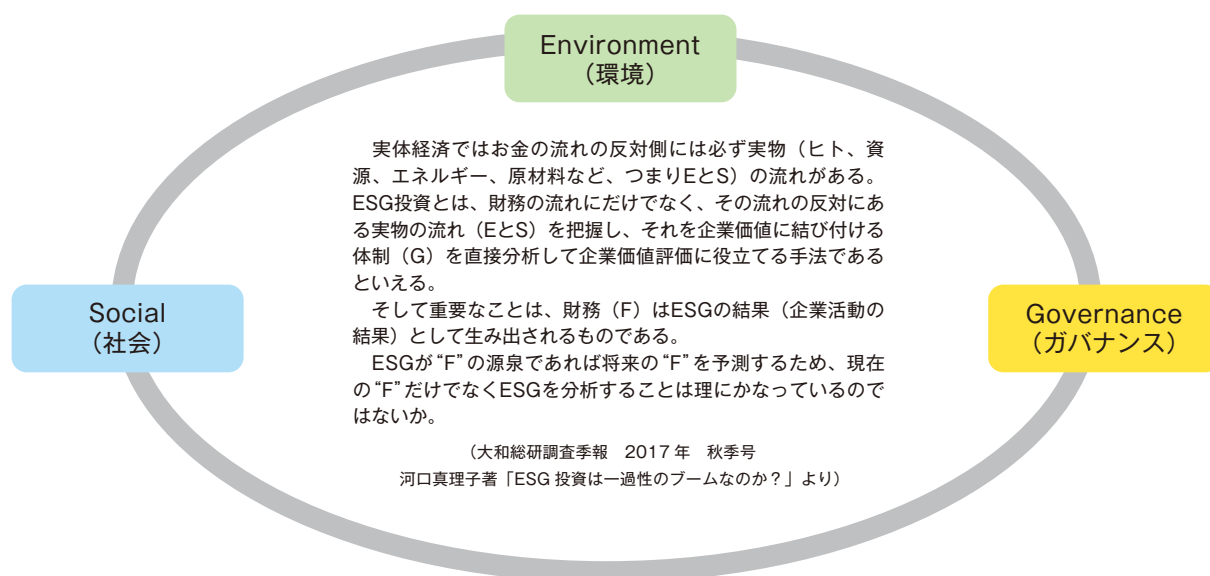 Environment
（環境）
　実体経済ではお金の流れの反対側には必ず実物（ヒト、資
源、エネルギー、原材料など、つまりEとS）の流れがある。
ESG投資とは、財務の流れにだけでなく、その流れの反対にあ
る実物の流れ（EとS）を把握し、それを企業価値に結び付ける
体制（G）を直接分析して企業価値評価に役立てる手法である
といえる。
　そして重要なことは、財務（F）はESGの結果（企業活動の
結果）として生み出されるものである。
　ESGが“F”の源泉であれば将来の“F”を予測するため、現在
の“F”だけでなくESGを分析することは理にかなっているので
はないか。
（大和総研調査季報　2017 年　秋季号
河口真理子著「ESG 投資は一過性のブームなのか？」より）
Social
（社会）
Governance
（ガバナンス）